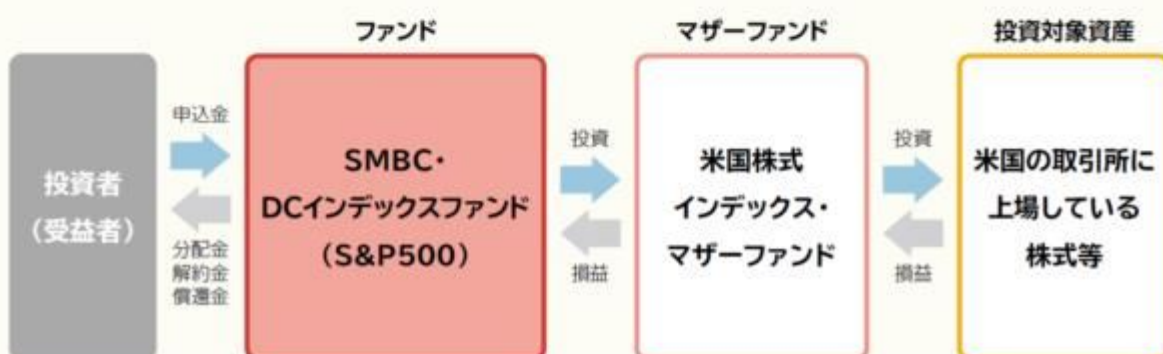 ファンド
マザーファンド
投資対象資産
投資者
（受益者）
申込金
分配金
解約金
償還金
SMBC・
DCインデックスファンド
（S&P500）
投資
損益
米国株式
インデックス・
マザーファンド
投資
損益
米国の取引所に
上場している
株式等